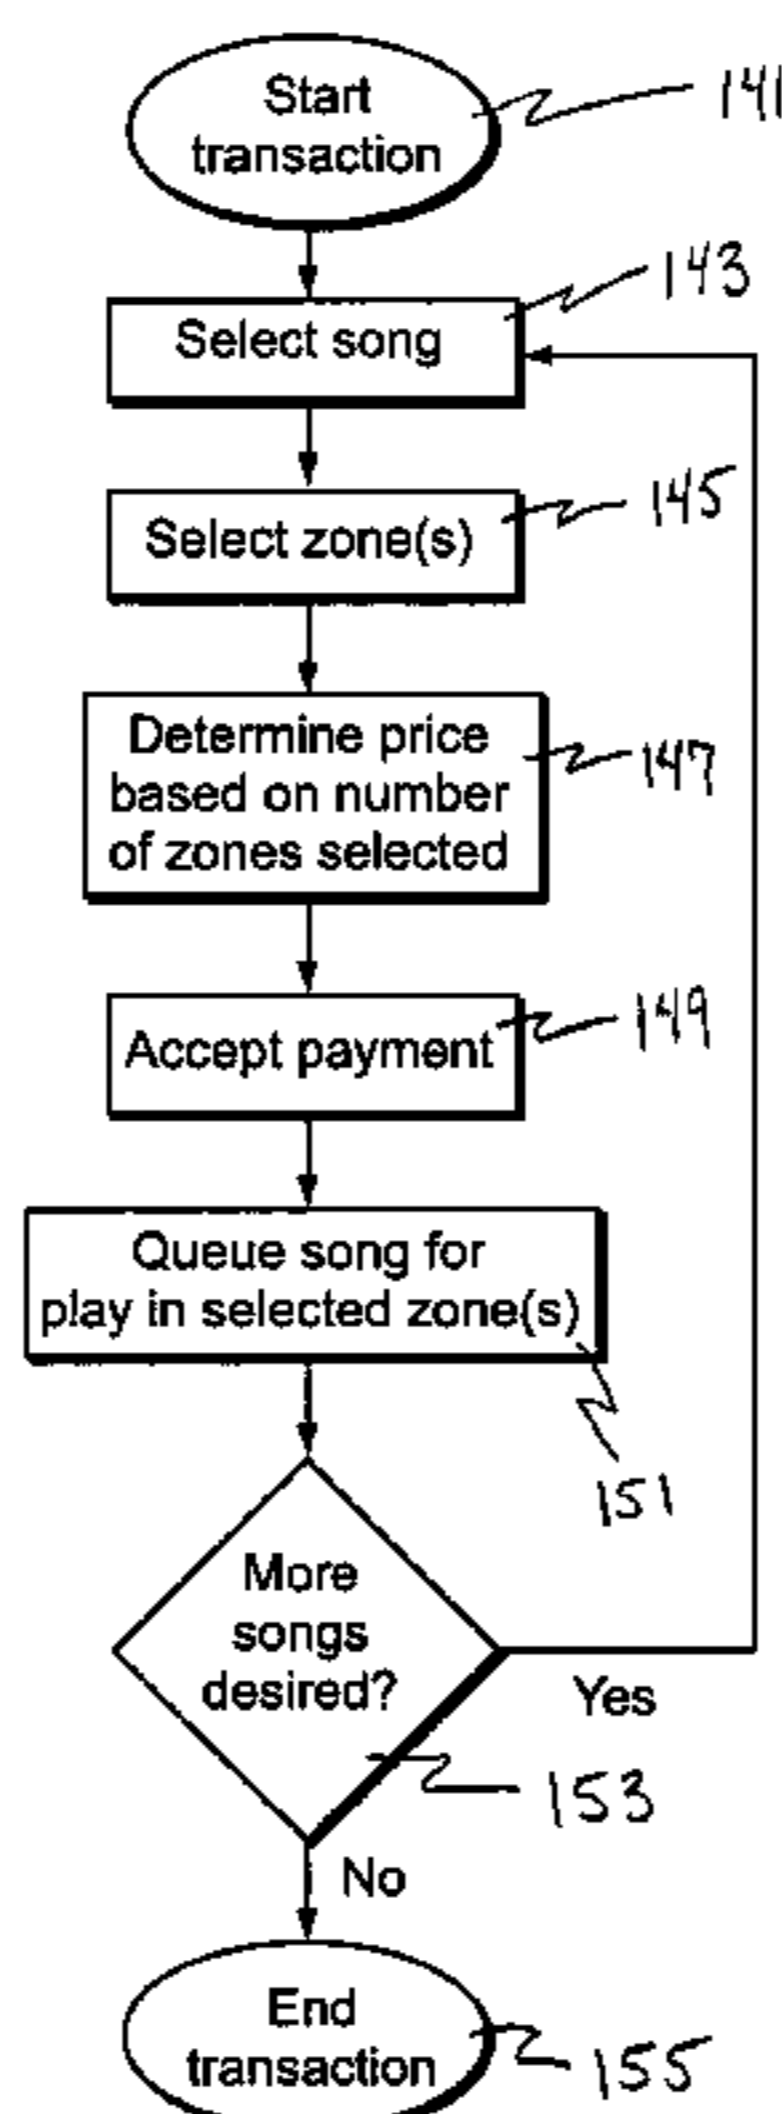 Start
transaction
141
143
Select song
145
Select zone(s)
Determine price
based on number
of zones selected
147
149
Accept payment
Queue song for
play in selected zone(s)
151
More
songs
desired?
Yes
153
No
End
transaction
155